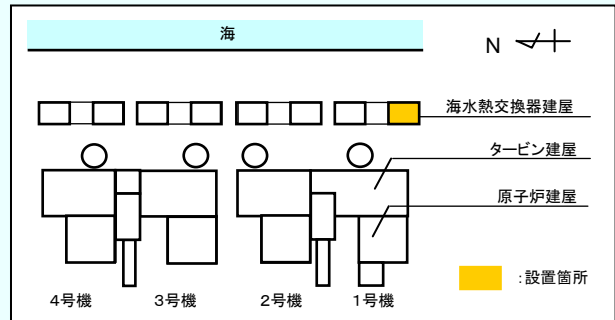 海
N
海水熱交換器建屋
タービン建屋
原子炉建屋
:設置箇所
4号機
3号機
2号機
1号機